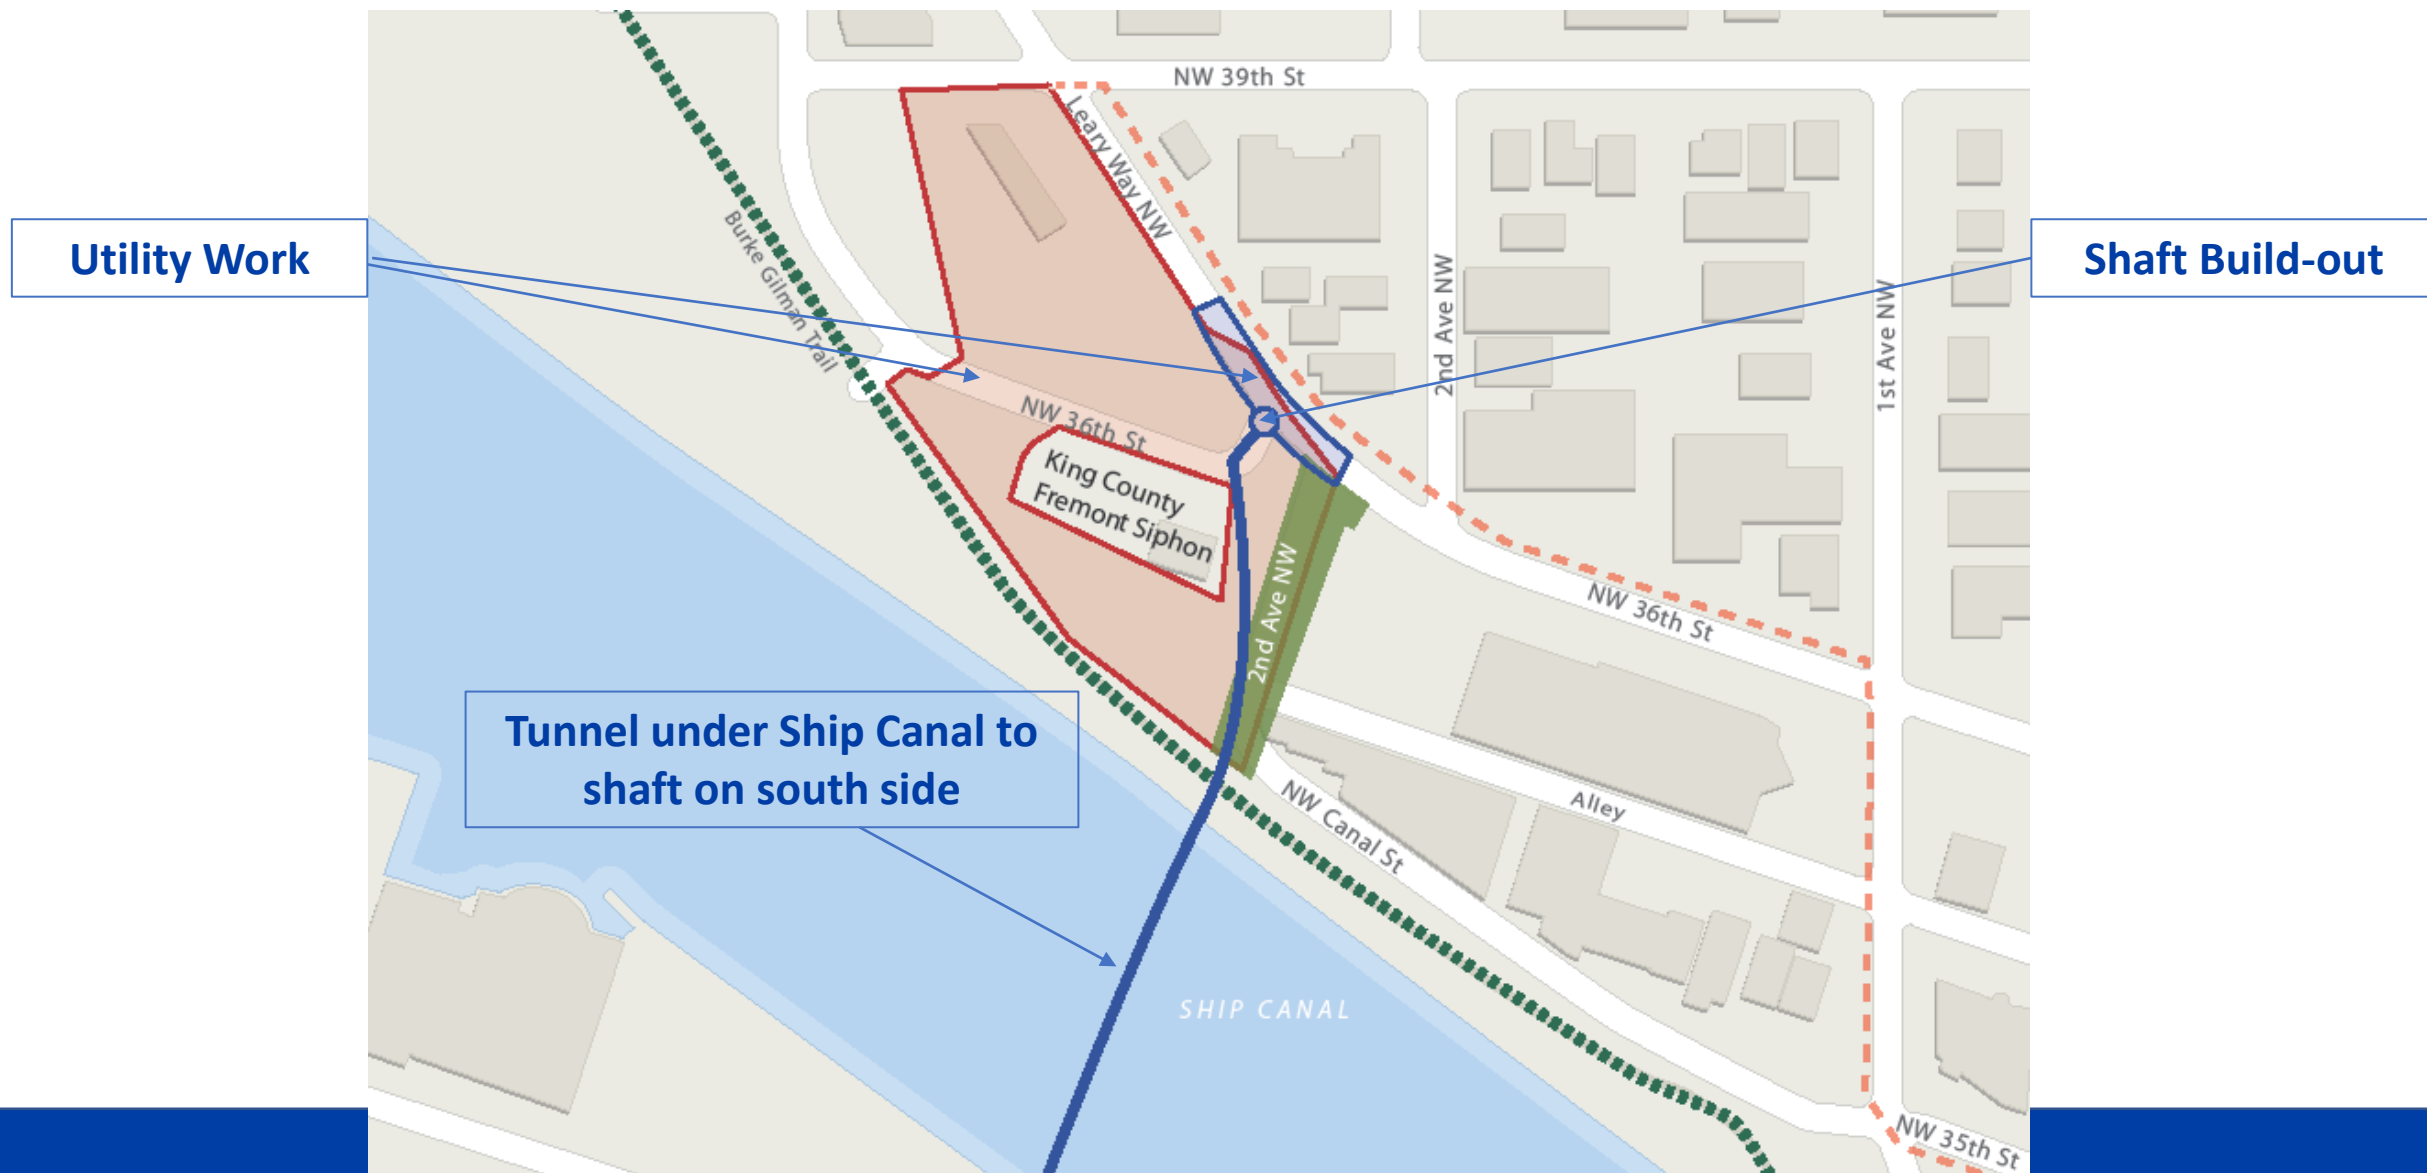 NW 39th St
Leary Way NW
Burke Gilman Trail
Utility Work
Shaft Build-out
2nd Ave NW
1st Ave NW
NW 36th St
King County
Fremont Siphon
2nd Ave NW
NW 36th St
Tunnel under Ship Canal to
shaft on south side
NW Canal St
Alley
SHIP CANAL
NW 35th St